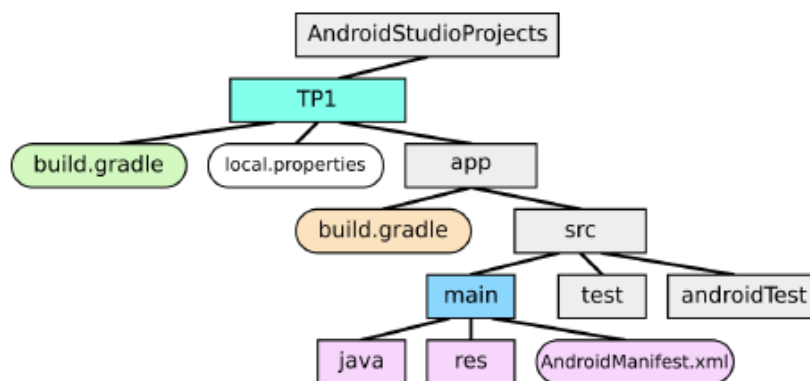 AndroidStudioProjects
TP1
build.gradle
local.properties
app
build.gradle
src
main
test
androidTest
java
res
AndroidManifest.xml